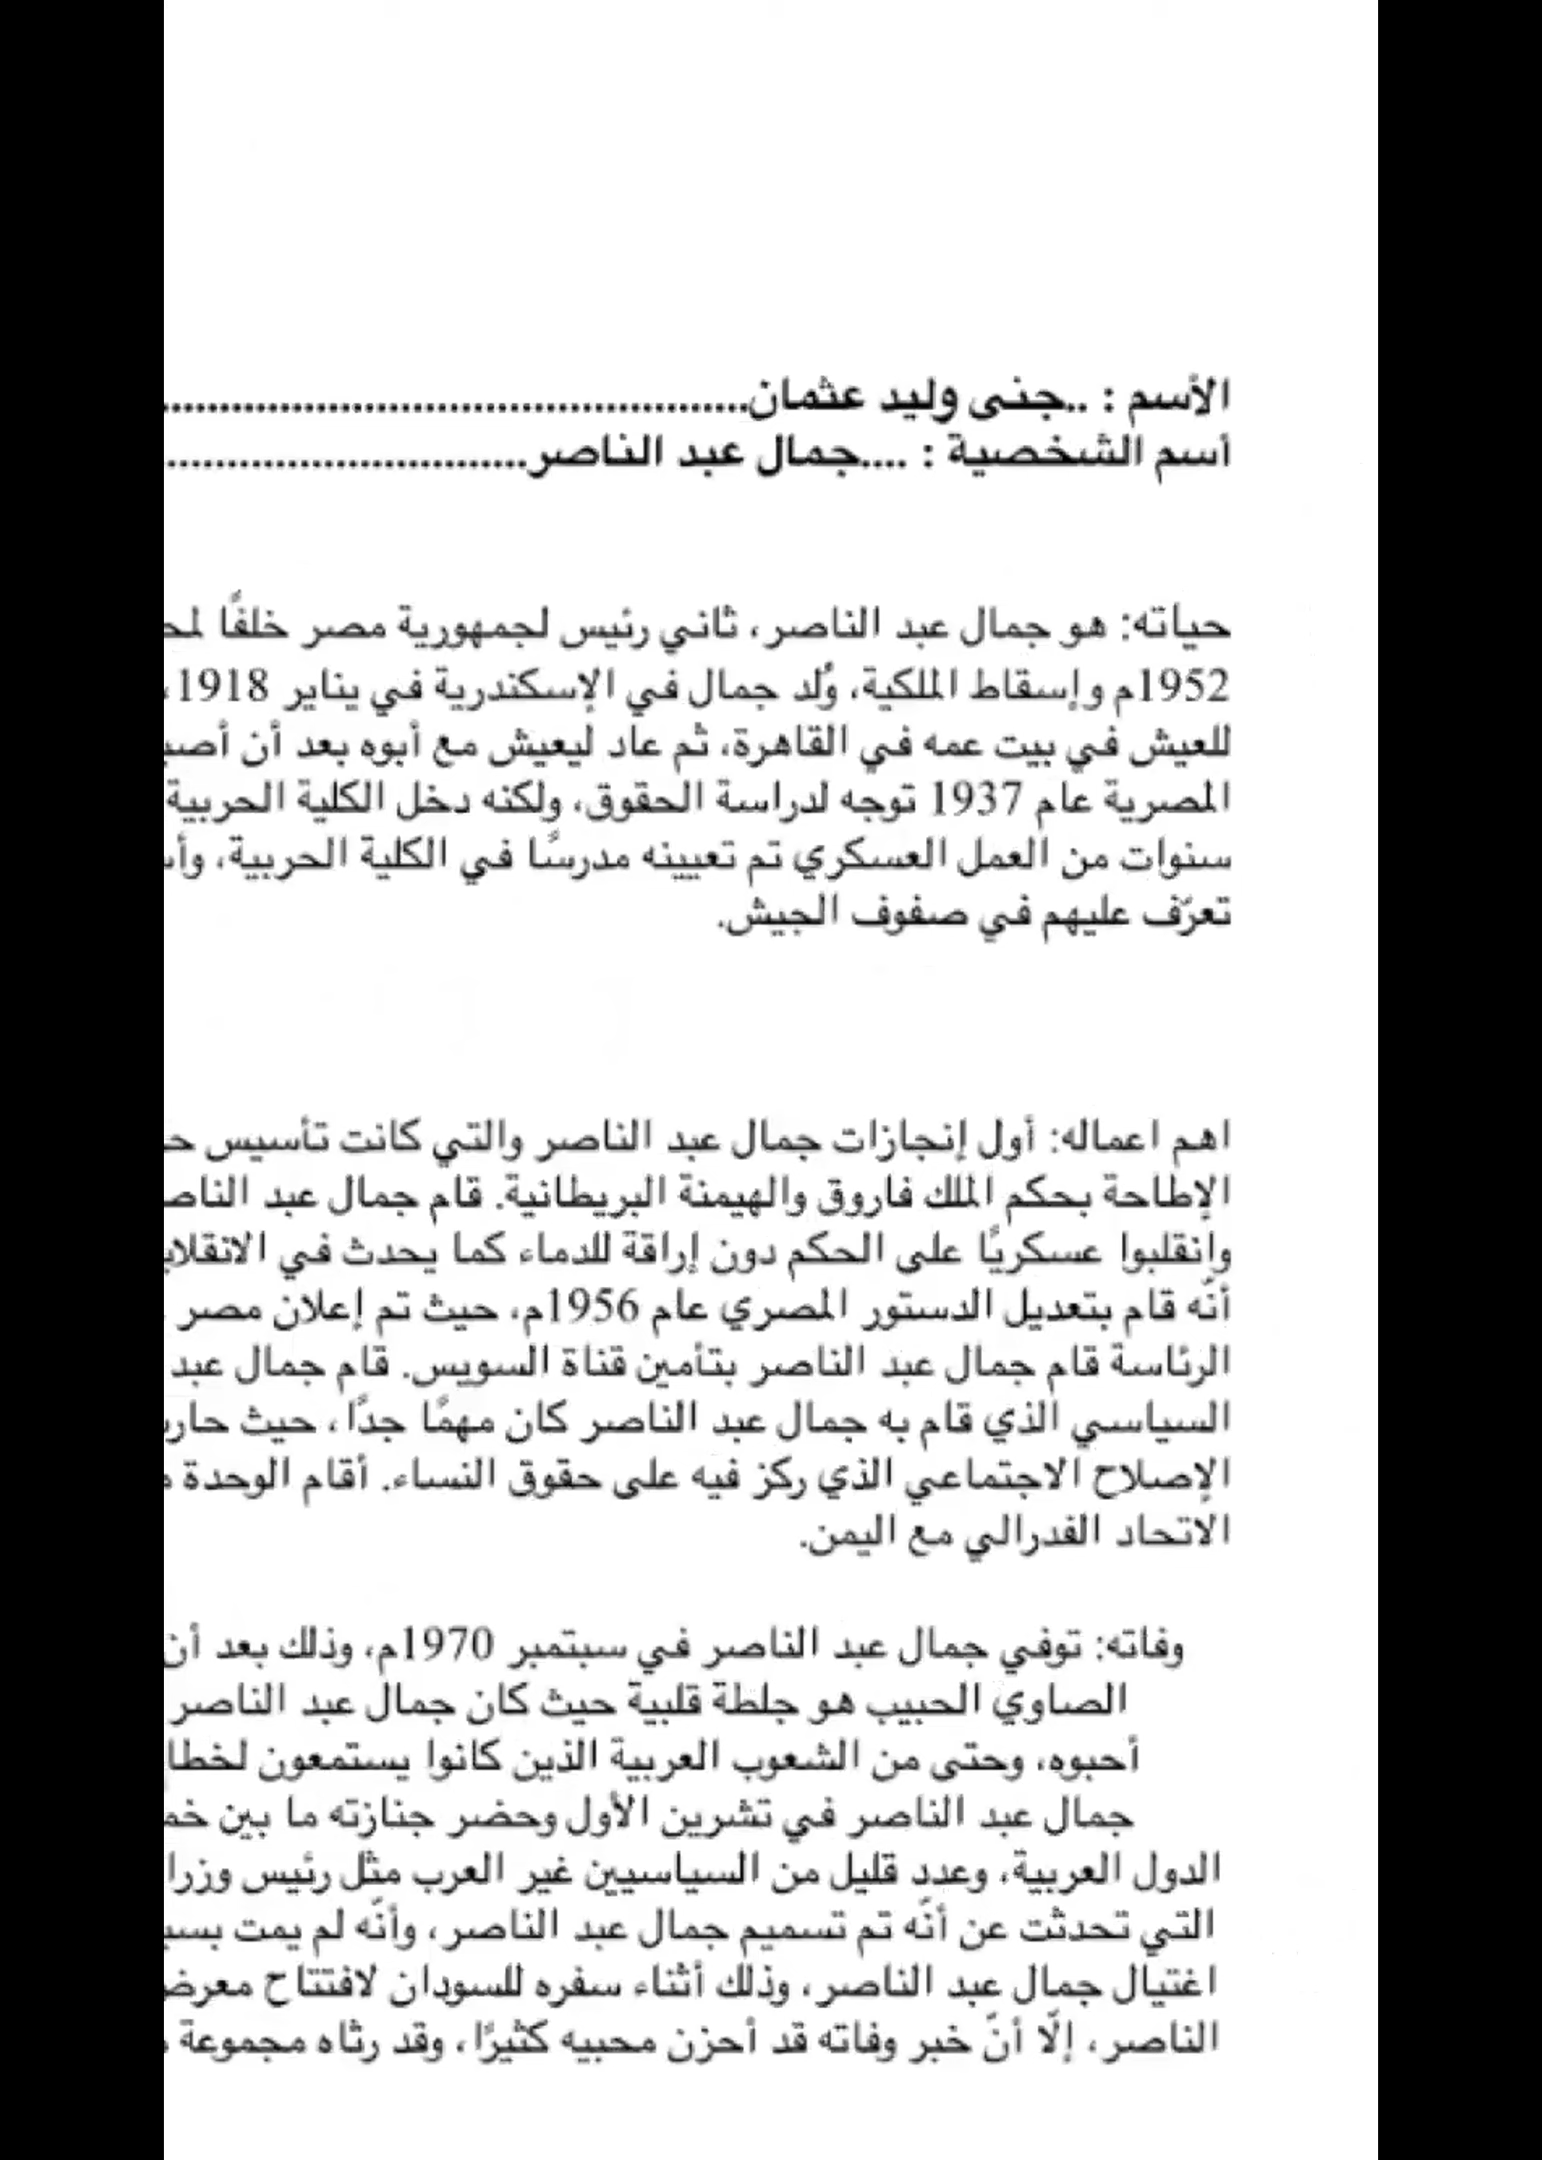 الأسم : ..جنى وليد عثمان..................................................
أسم الشخصية : ....جمال عبد الناصر...............................
حياته: هو جمال عبد الناصر، ثاني رئيس لجمهورية مصر خلفًا
1952م وإسقاط الملكية، وُلد جمال في الإسكندرية في يناير 1918،
للعيش في بيت عمه في القاهرة، ثم عاد ليعيش مع أبوه بعد أن
المصرية عام 1937 توجه لدراسة الحقوق، ولكنه دخل الكلية الحربية
سنوات من العمل العسكري تم تعيينه مدرسًا في الكلية الحربية،
تعرّف عليهم في صفوف الجيش.
اهم اعماله: أول إنجازات جمال عبد الناصر والتي كانت تأسيس
الإطاحة بحكم الملك فاروق والهيمنة البريطانية. قام جمال عبد
وانقلبوا عسكريًا على الحكم دون إراقة للدماء كما يحدث في
أنّه قام بتعديل الدستور المصري عام 1956م، حيث تم إعلان مصر
الرئاسة قام جمال عبد الناصر بتأمين قناة السويس. قام جمال عبد
السياسي الذي قام به جمال عبد الناصر كان مهمًا جدًا، حيث
الإصلاح الاجتماعي الذي ركز فيه على حقوق النساء. أقام الوحدة
الاتحاد الفدرالي مع اليمن.
وفاته: توفي جمال عبد الناصر في سبتمبر 1970م، وذلك بعد أن
الصاوي الحبيب هو جلطة قلبية حيث كان جمال عبد الناصر
أحبوه، وحتى من الشعوب العربية الذين كانوا يستمعون
جمال عبد الناصر في تشرين الأول وحضر جنازته ما بين
الدول العربية، وعدد قليل من السياسيين غير العرب مثل رئيس
التي تحدثت عن أنّه تم تسميم جمال عبد الناصر، وأنّه لم يمت
اغتيال جمال عبد الناصر، وذلك أثناء سفره للسودان لافتتاح
الناصر، إلّا أنّ خبر وفاته قد أحزن محبيه كثيرًا، وقد رثاه مجموعة